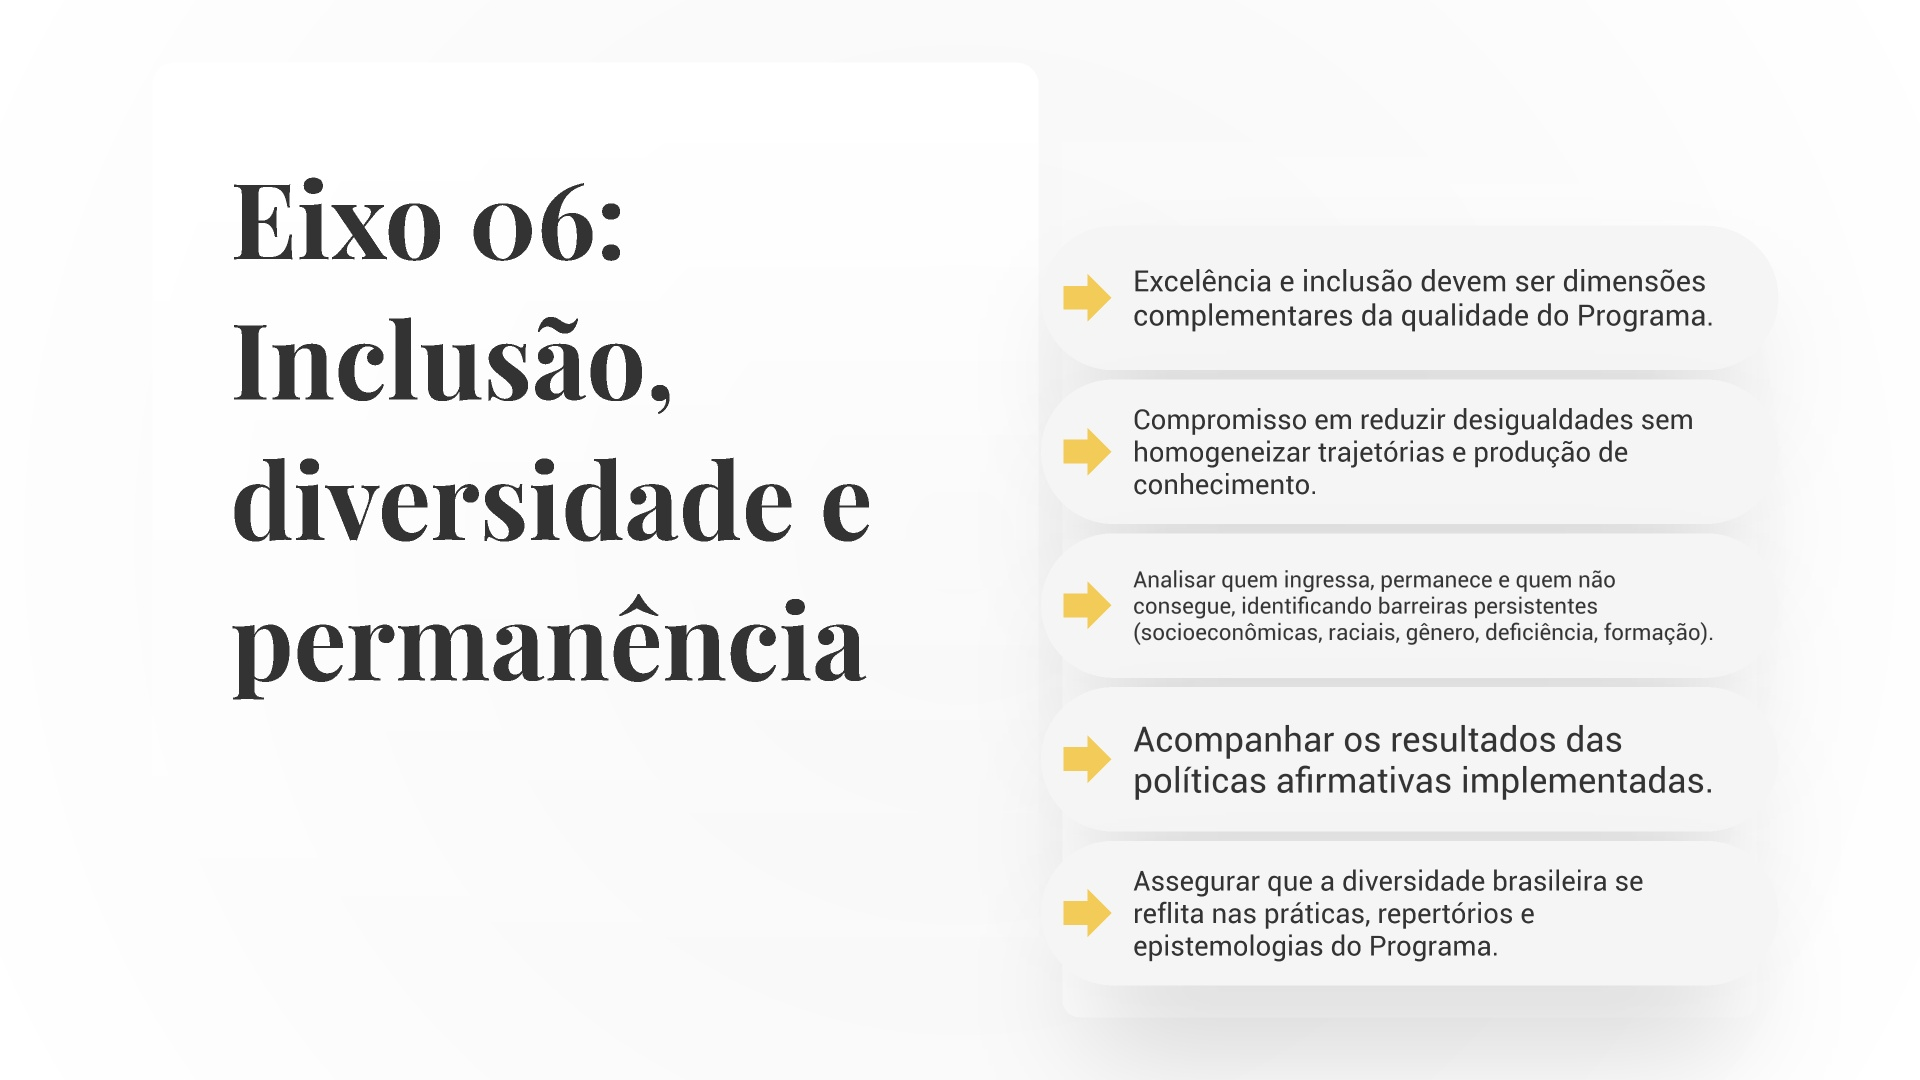 Eixo 06:
Inclusão,
diversidade e
permanência
Excelência e inclusão devem ser dimensões
complementares da qualidade do Programa.
Compromisso em reduzir desigualdades sem
homogeneizar trajetórias e produção de
conhecimento.
Analisar quem ingressa, permanece e quem não
consegue, identificando barreiras persistentes
(socioeconômicas, raciais, gênero, deficiência, formação).
Acompanhar os resultados das
políticas afirmativas implementadas.
Assegurar que a diversidade brasileira se
reflita nas práticas, repertórios e
epistemologias do Programa.